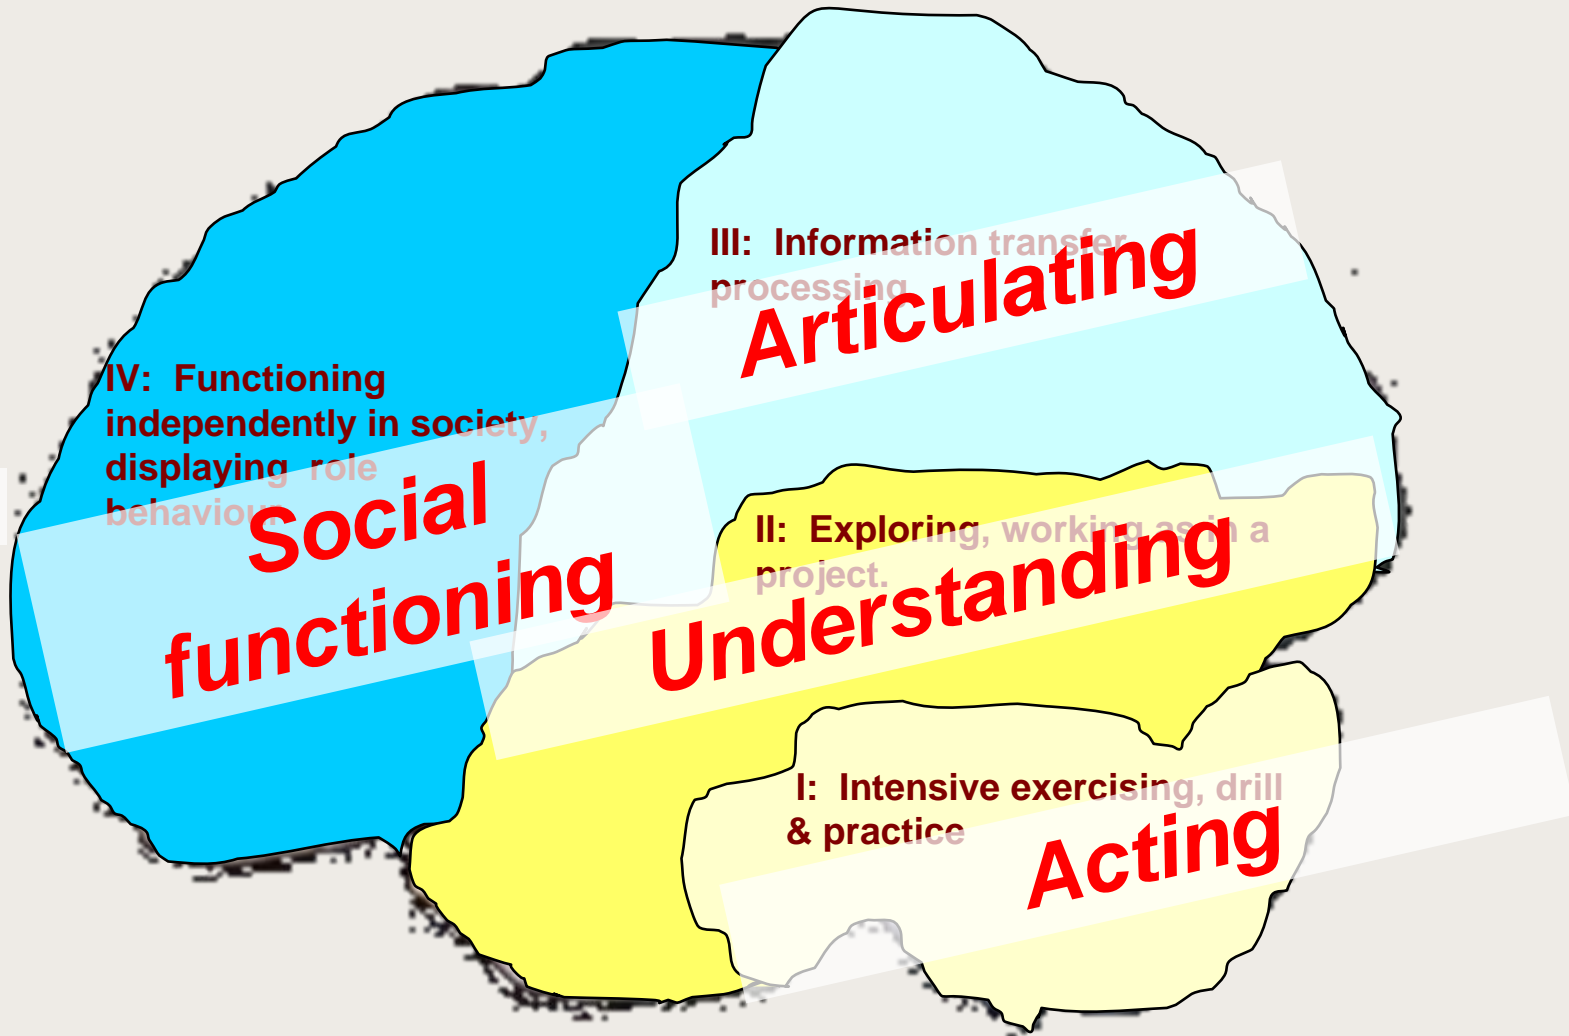 III: Information transfer,
processing
Articulating
IV: Functioning
independently in society,
displaying role
behaviour
Social
functioning
II: Exploring, working as in a
project.
Understanding
I: Intensive exercising, drill
& practice
Acting